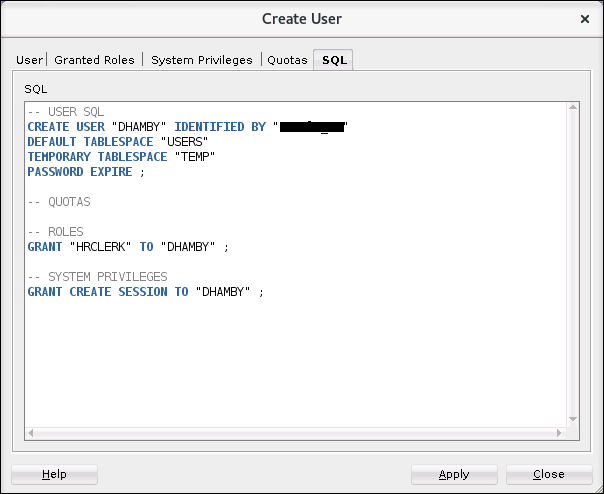 Create User
User Granted Roles System Privileges Quotas SQL
SQL
-- USER SQL
CREATE USER "DHAMBY" IDENTIFIED BY " "
DEFAULT TABLESPACE "USERS"
TEMPORARY TABLESPACE "TEMP"
PASSWORD EXPIRE ;
-- QUOTAS
-- ROLES
GRANT "HRCLERK" TO "DHAMBY" ;
-- SYSTEM PRIVILEGES
GRANT CREATE SESSION TO "DHAMBY" ;
Help Apply Close